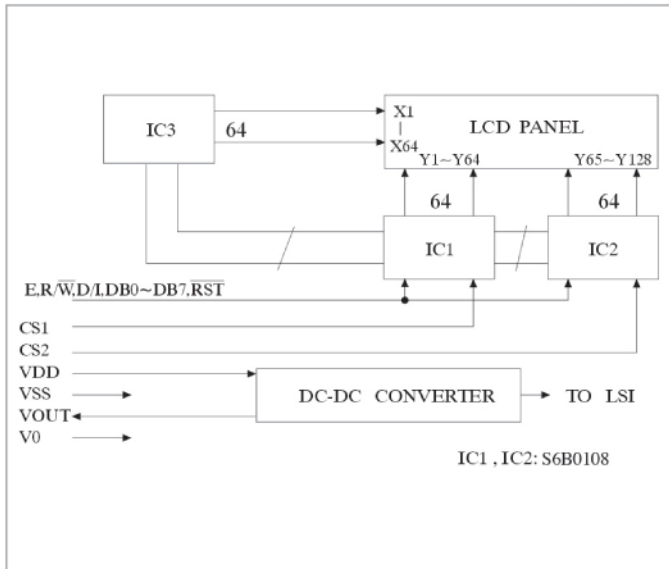 IC3
64
X1
X64
LCD PANEL
Y1~Y64
Y65~Y128
64
64
IC1
IC2
E,R/W̅,D/I,DB0~DB7,R̅S̅T̅
CS1
CS2
VDD
VSS
VOUT
V0
DC-DC CONVERTER
TO LSI
IC1 , IC2: S6B0108